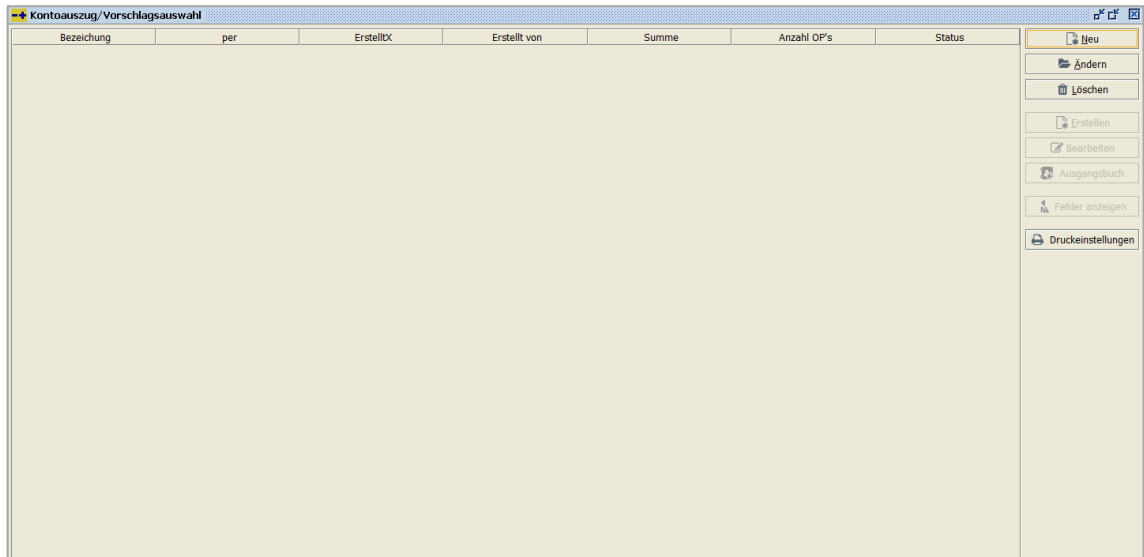 Kontoauszug/Vorschlagsauswahl
Bezeichung per ErstelltX Erstellt von Summe Anzahl OP's Status
Neu
Ändern
Löschen
Erstellen
Bearbeiten
Ausgangsbuch
Fehler anzeigen
Druckeinstellungen